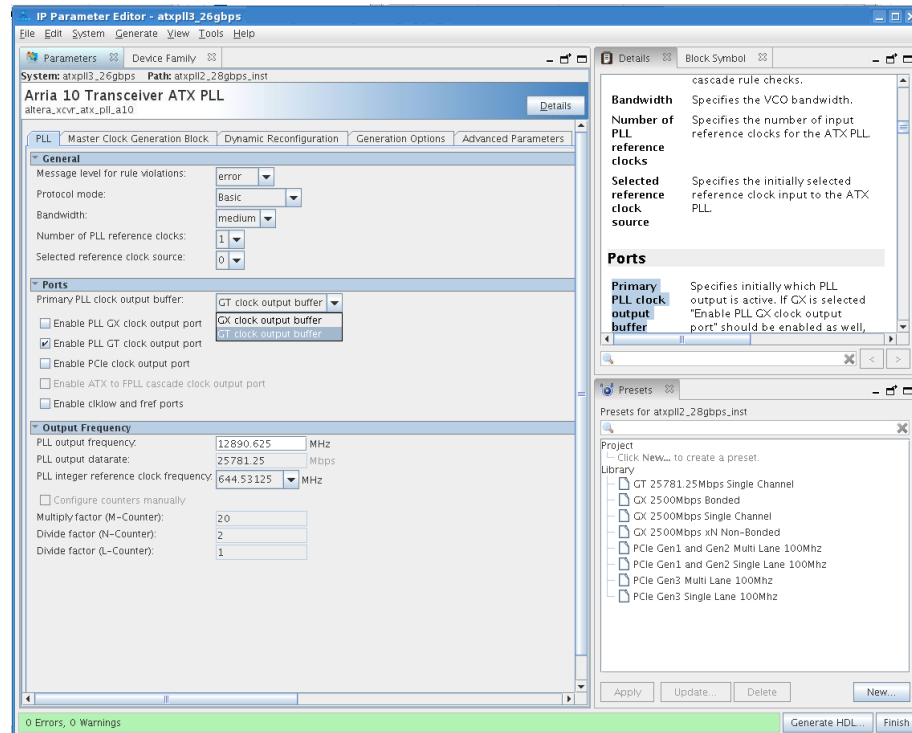 IP Parameter Editor - atxpll3_26gbps
File Edit System Generate View Tools Help
Parameters Device Family
System: atxpll3_26gbps Path: atxpll2_28gbps_inst
Arria 10 Transceiver ATX PLL
altera_xcvr_atx_pll_a10
Details
PLL Master Clock Generation Block Dynamic Reconfiguration Generation Options Advanced Parameters
General
Message level for rule violations: error
Protocol mode: Basic
Bandwidth: medium
Number of PLL reference clocks: 1
Selected reference clock source: 0
Ports
Primary PLL clock output buffer: GT clock output buffer
GX clock output buffer
GT clock output buffer
Enable PLL GX clock output port
Enable PLL GT clock output port
Enable PCIe clock output port
Enable ATX to FPLL cascade clock output port
Enable clklow and fref ports
Output Frequency
PLL output frequency: 12890.625 MHz
PLL output datarate: 25781.25 Mbps
PLL integer reference clock frequency: 644.53125 MHz
Configure counters manually
Multiply factor (M-Counter): 20
Divide factor (N-Counter): 2
Divide factor (L-Counter): 1
Details Block Symbol
cascade rule checks.
Bandwidth Specifies the VCO bandwidth.
Number of PLL reference clocks Specifies the number of input reference clocks for the ATX PLL.
Selected reference clock source Specifies the initially selected reference clock input to the ATX PLL.
Ports
Primary PLL clock output buffer Specifies initially which PLL output is active. If GX is selected "Enable PLL GX clock output port" should be enabled as well,
Presets
Presets for atxpll2_28gbps_inst
Project
Click New... to create a preset.
Library
GT 25781.25Mbps Single Channel
GX 2500Mbps Bonded
GX 2500Mbps Single Channel
GX 2500Mbps xN Non-Bonded
PCIe Gen1 and Gen2 Multi Lane 100Mhz
PCIe Gen1 and Gen2 Single Lane 100Mhz
PCIe Gen3 Multi Lane 100Mhz
PCIe Gen3 Single Lane 100Mhz
Apply Update... Delete New...
0 Errors, 0 Warnings
Generate HDL... Finish